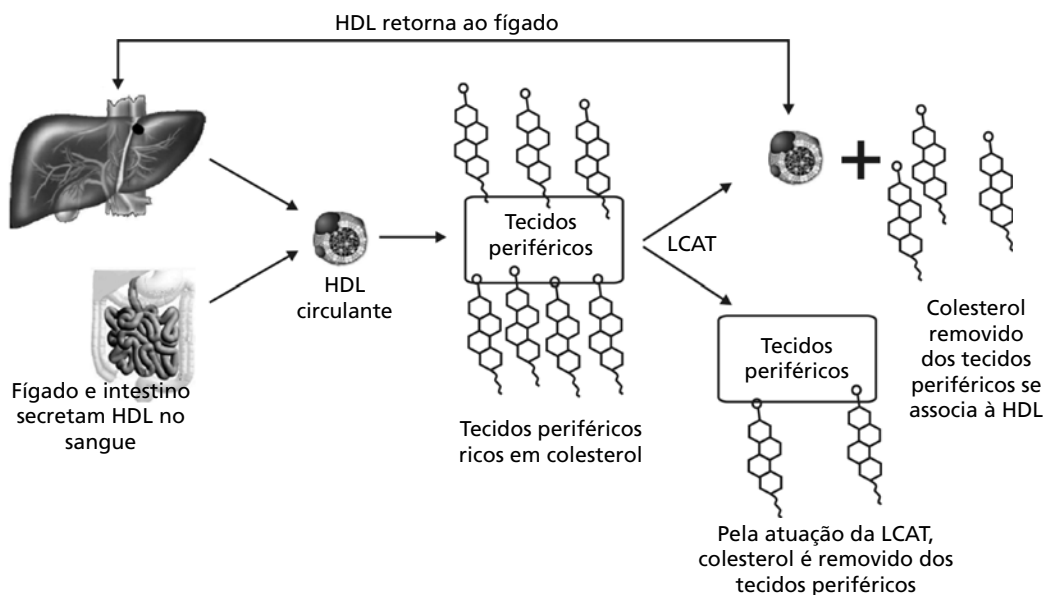 HDL retorna ao fígado
Tecidos
periféricos
LCAT
HDL
circulante
Fígado e intestino
secretam HDL no
sangue
Tecidos periféricos
ricos em colesterol
Tecidos
periféricos
Colesterol
removido
dos tecidos
periféricos se
associa à HDL
Pela atuação da LCAT,
colesterol é removido dos
tecidos periféricos